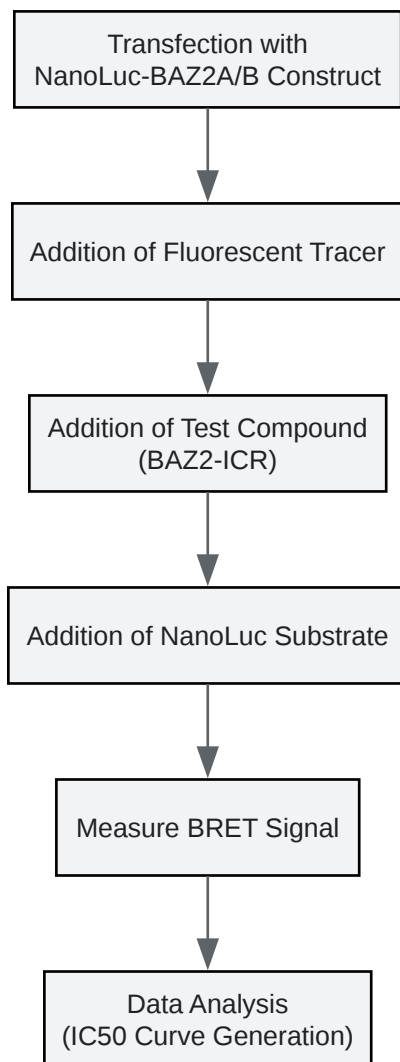 Transfection with
NanoLuc-BAZ2A/B Construct
Addition of Fluorescent Tracer
Addition of Test Compound
(BAZ2-ICR)
Addition of NanoLuc Substrate
Measure BRET Signal
Data Analysis
(IC50 Curve Generation)